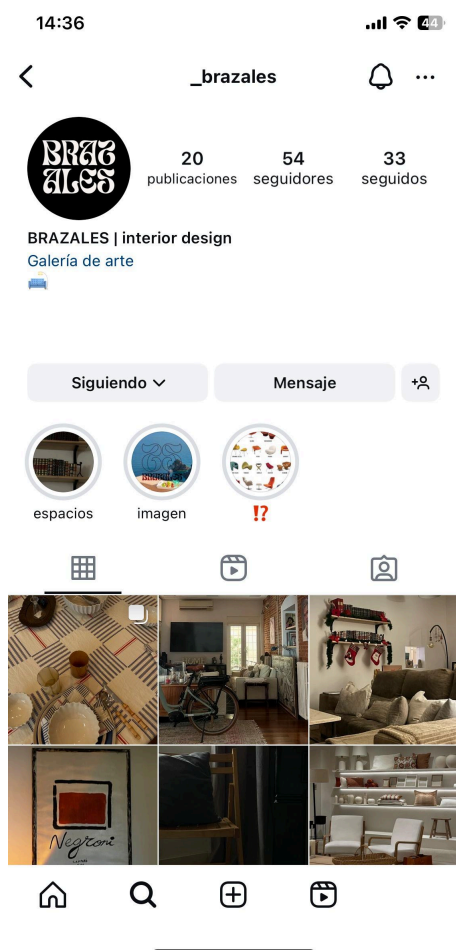 14:36
44
_brazales
BRAZ
ALES
20
publicaciones
54
seguidores
33
seguidos
BRAZALES | interior design
Galería de arte
Siguiendo
Mensaje
espacios
imagen
⁉️
Negroni